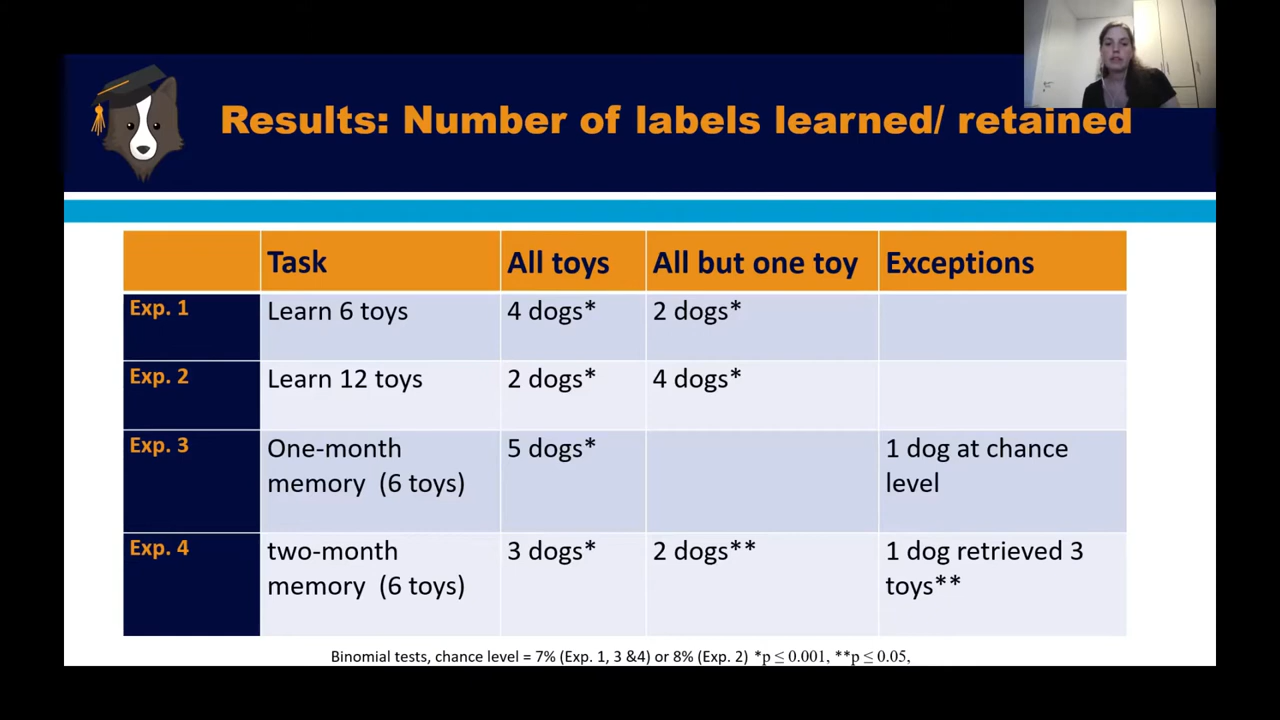 Results: Number of labels learned/ retained
Task All toys All but one toy Exceptions
Exp. 1 Learn 6 toys 4 dogs* 2 dogs*
Exp. 2 Learn 12 toys 2 dogs* 4 dogs*
Exp. 3 One-month 5 dogs* 1 dog at chance
memory (6 toys) level
Exp. 4 two-month 3 dogs* 2 dogs** 1 dog retrieved 3
memory (6 toys) toys**
Binomial tests, chance level = 7% (Exp. 1, 3 &4) or 8% (Exp. 2) *p ≤ 0.001, **p ≤ 0.05,